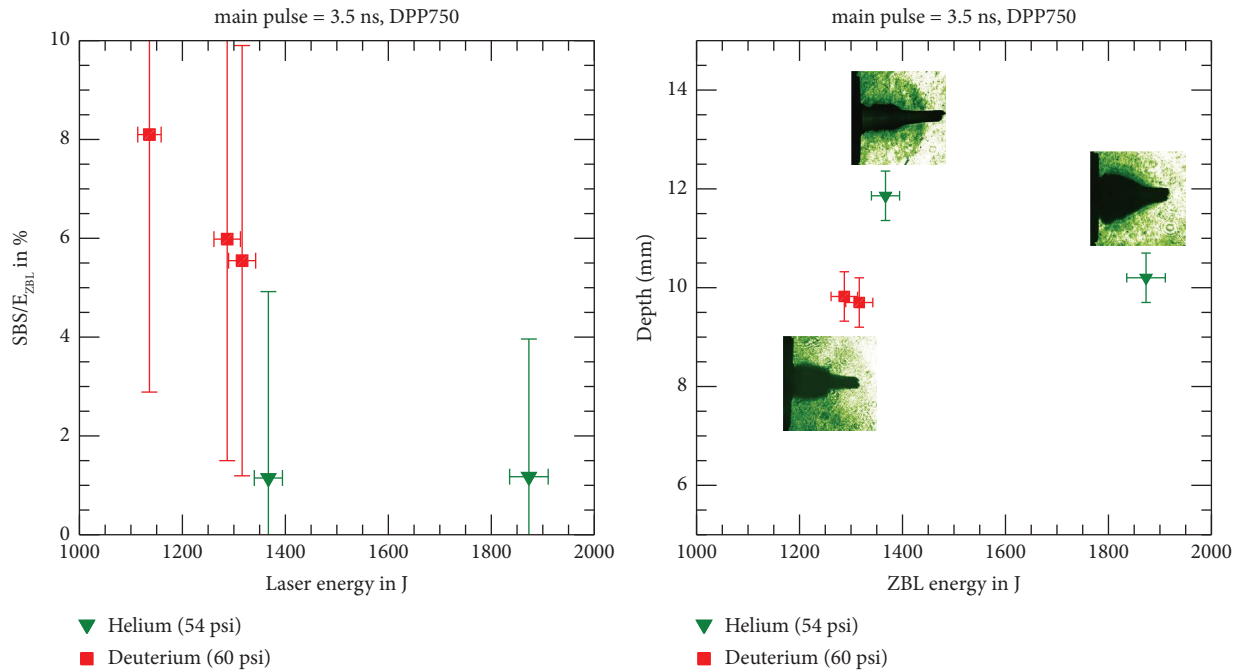 main pulse = 3.5 ns, DPP750
10
8
6
4
2
0
SBS/E_ZBL in %
1000 1200 1400 1600 1800 2000
Laser energy in J
Helium (54 psi)
Deuterium (60 psi)
main pulse = 3.5 ns, DPP750
14
12
10
8
6
Depth (mm)
1000 1200 1400 1600 1800 2000
ZBL energy in J
Helium (54 psi)
Deuterium (60 psi)